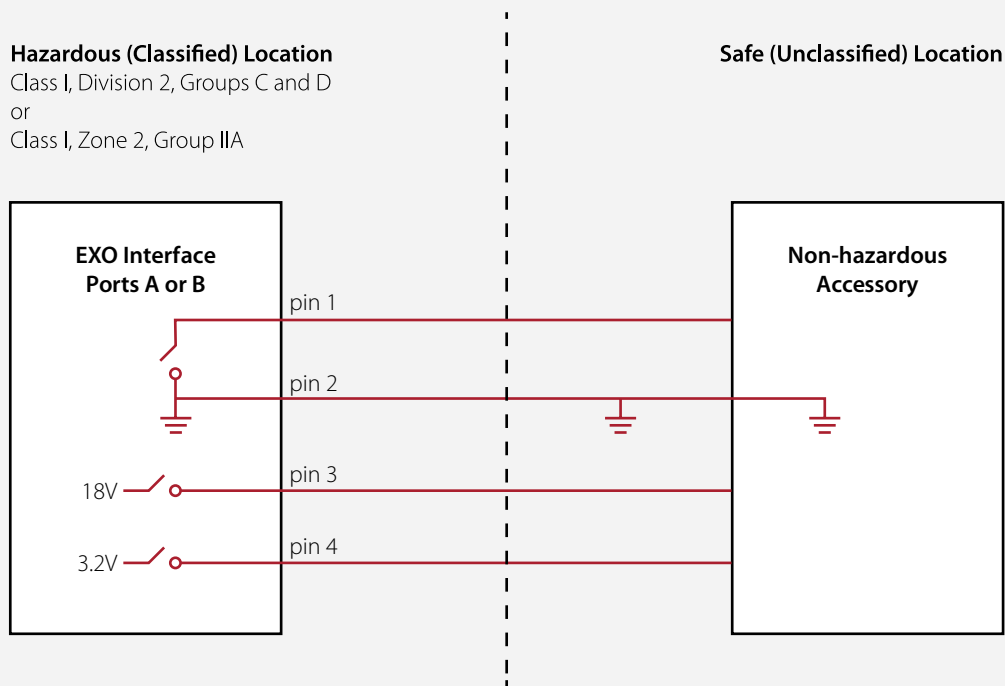 Hazardous (Classified) Location
Class I, Division 2, Groups C and D
or
Class I, Zone 2, Group IIA
Safe (Unclassified) Location
EXO Interface
Ports A or B
Non-hazardous
Accessory
pin 1
pin 2
pin 3
18V
pin 4
3.2V